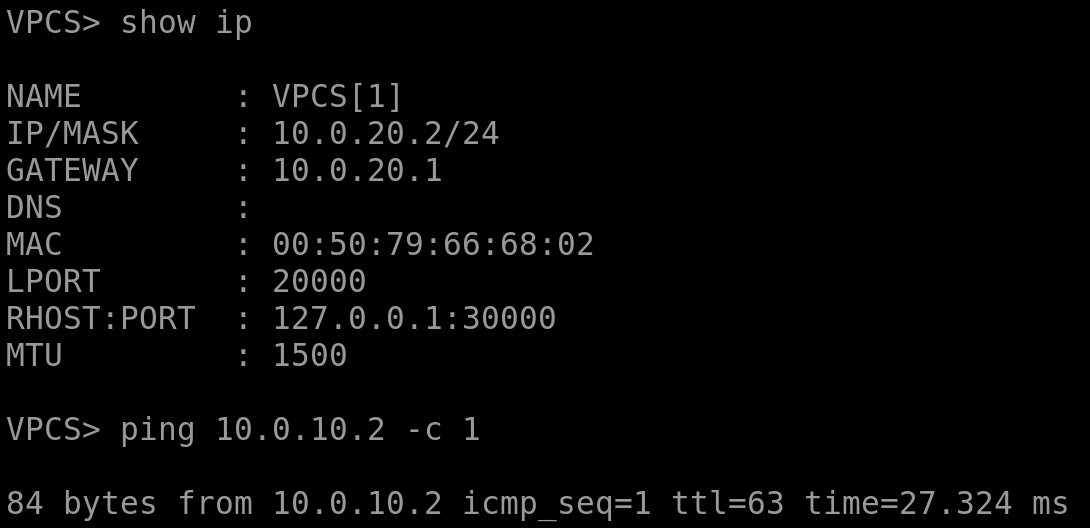 VPCS> show ip
NAME        : VPCS[1]
IP/MASK     : 10.0.20.2/24
GATEWAY     : 10.0.20.1
DNS         :
MAC         : 00:50:79:66:68:02
LPORT       : 20000
RHOST:PORT  : 127.0.0.1:30000
MTU         : 1500
VPCS> ping 10.0.10.2 -c 1
84 bytes from 10.0.10.2 icmp_seq=1 ttl=63 time=27.324 ms